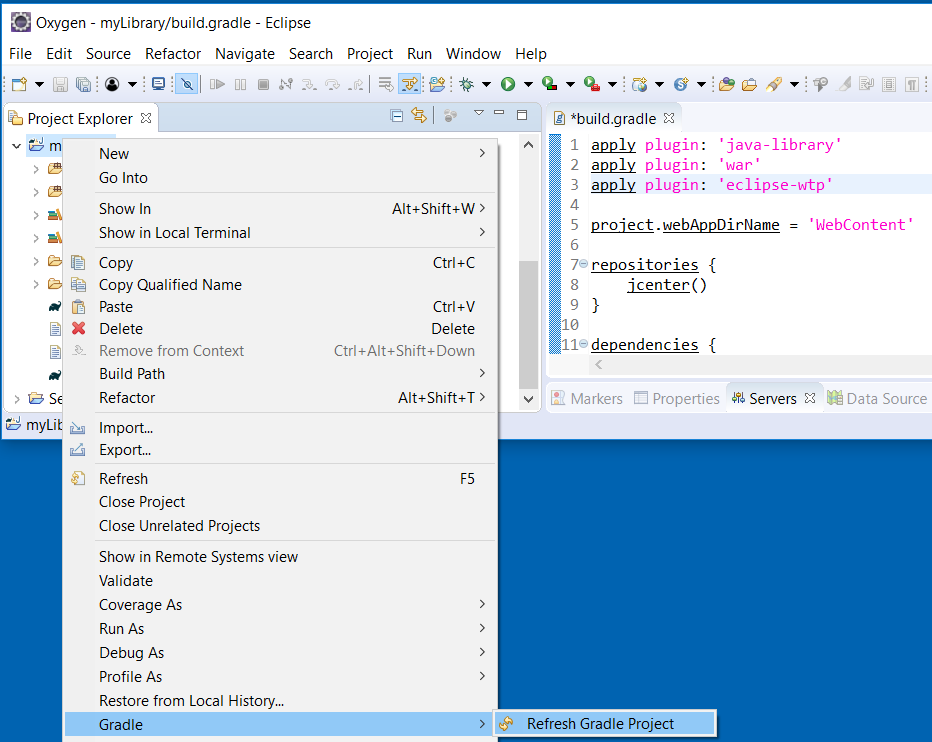 Oxygen - myLibrary/build.gradle - Eclipse
File Edit Source Refactor Navigate Search Project Run Window Help
Project Explorer
m
New
Go Into
Show In Alt+Shift+W
Show in Local Terminal
Copy Ctrl+C
Copy Qualified Name
Paste Ctrl+V
Delete Delete
Remove from Context Ctrl+Alt+Shift+Down
Build Path
Refactor Alt+Shift+T
Import...
Export...
Refresh F5
Close Project
Close Unrelated Projects
Show in Remote Systems view
Validate
Coverage As
Run As
Debug As
Profile As
Restore from Local History...
Gradle
Refresh Gradle Project
Se
myLib
*build.gradle
1 apply plugin: 'java-library'
2 apply plugin: 'war'
3 apply plugin: 'eclipse-wtp'
4
5 project.webAppDirName = 'WebContent'
6
7 repositories {
8 jcenter()
9 }
10
11 dependencies {
Markers Properties Servers Data Source